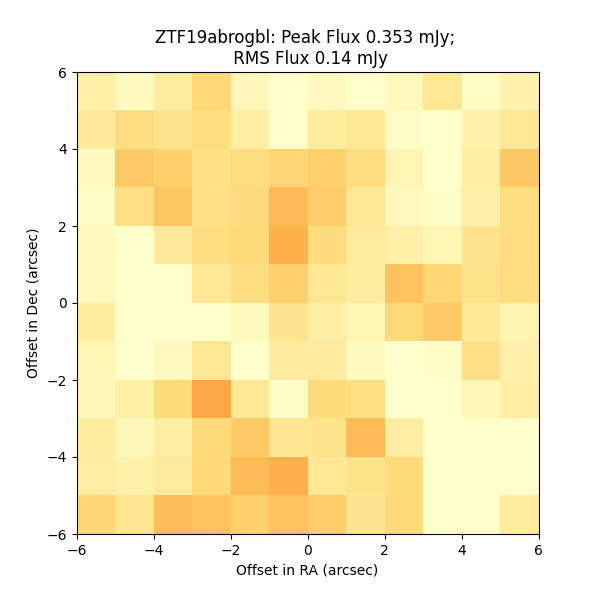 ZTF19abrogbl: Peak Flux 0.353 mJy;
RMS Flux 0.14 mJy
6
4
2
0
−2
−4
−6
Offset in Dec (arcsec)
−6 −4 −2 0 2 4 6
Offset in RA (arcsec)